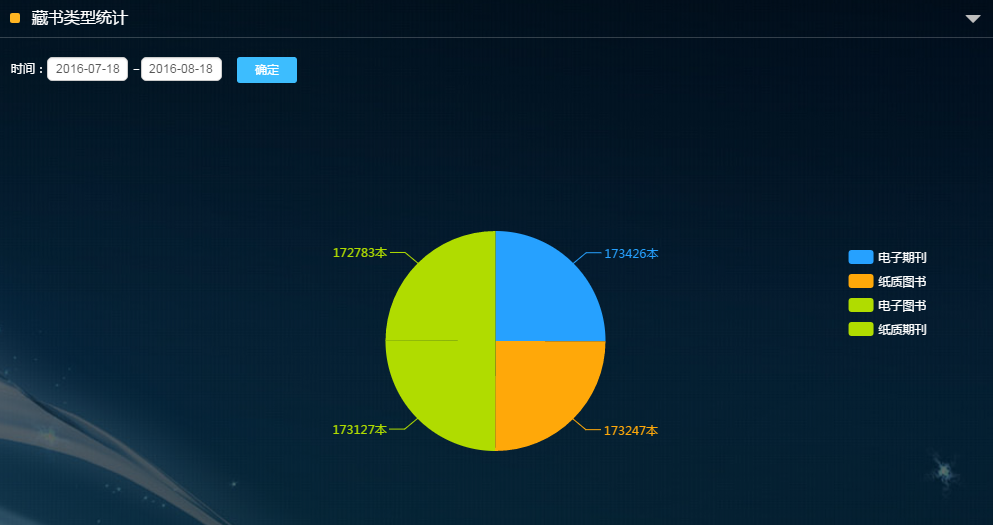 藏书类型统计
时间：2016-07-18 – 2016-08-18 确定
172783本
173426本
173127本
173247本
电子期刊
纸质图书
电子图书
纸质期刊